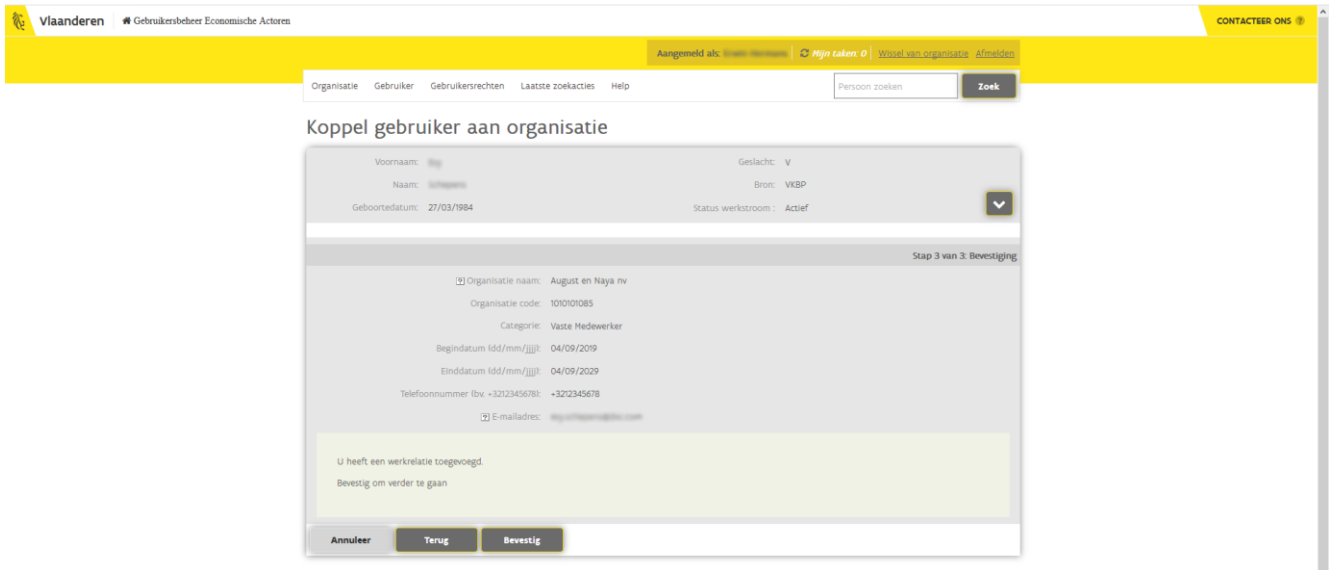 Vlaanderen Gebruikersbeheer Economische Actoren CONTACTEER ONS ?
Aangemeld als: Mijn taken: 0 Wissel van organisatie Afmelden
Organisatie Gebruiker Gebruikersrechten Laatste zoekacties Help Persoon zoeken Zoek
Koppel gebruiker aan organisatie
Voornaam: Geslacht: V
Naam: Bron: VKBP
Geboortedatum: 27/03/1984 Status werkstroom : Actief
Stap 3 van 3: Bevestiging
? Organisatie naam: August en Naya nv
Organisatie code: 1010101085
Categorie: Vaste Medewerker
Begindatum (dd/mm/jjjj): 04/09/2019
Einddatum (dd/mm/jjjj): 04/09/2029
Telefoonnummer (bv. +3212345678): +3212345678
? E-mailadres:
U heeft een werkrelatie toegevoegd.
Bevestig om verder te gaan
Annuleer Terug Bevestig